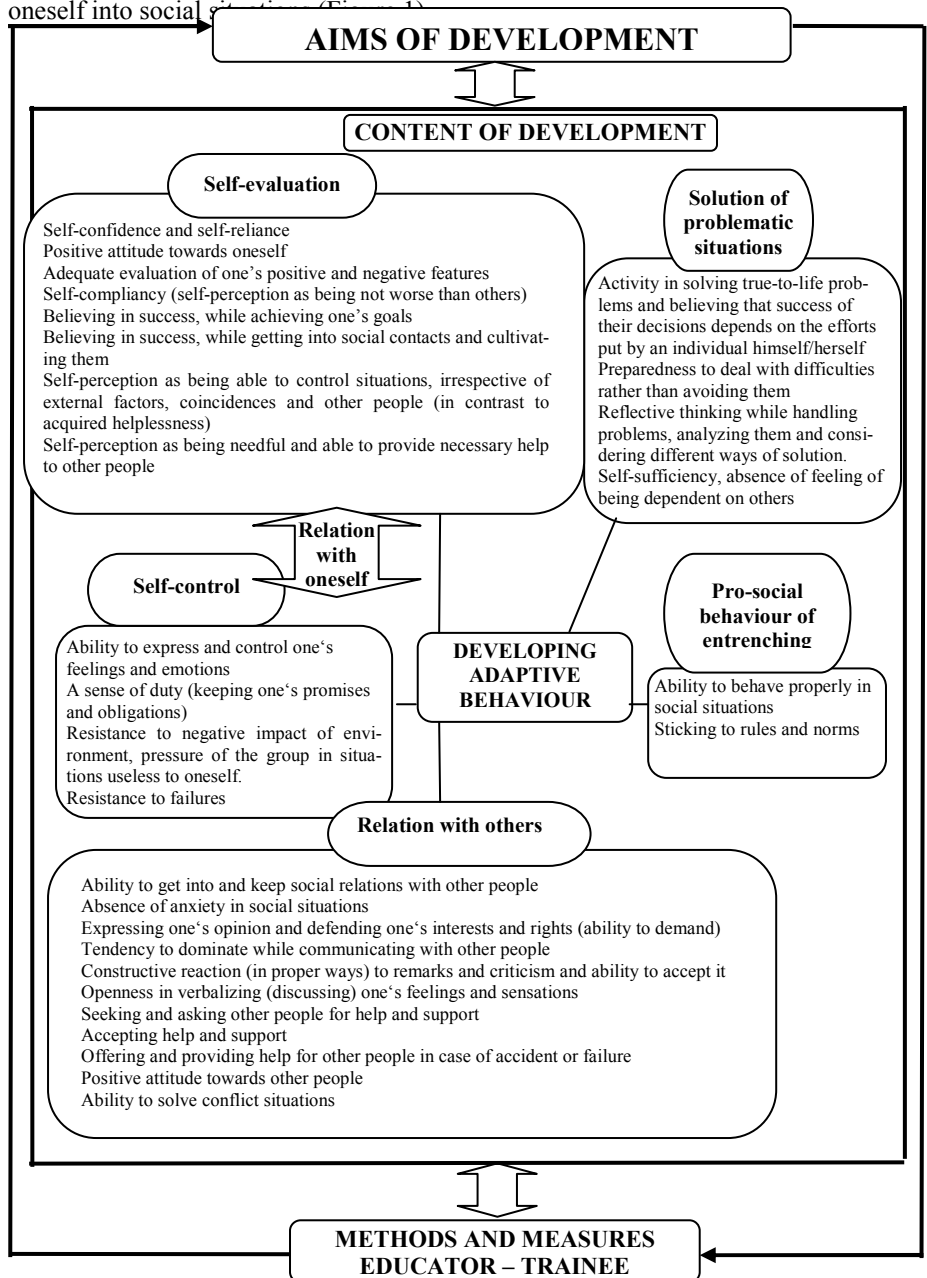 oneself into social situations (Figure 1)
AIMS OF DEVELOPMENT
CONTENT OF DEVELOPMENT
Self-evaluation
Self-confidence and self-reliance
Positive attitude towards oneself
Adequate evaluation of one's positive and negative features
Self-compliancy (self-perception as being not worse than others)
Believing in success, while achieving one's goals
Believing in success, while getting into social contacts and cultivat-
ing them
Self-perception as being able to control situations, irrespective of
external factors, coincidences and other people (in contrast to
acquired helplessness)
Self-perception as being needful and able to provide necessary help
to other people
Solution of
problematic
situations
Activity in solving true-to-life prob-
lems and believing that success of
their decisions depends on the efforts
put by an individual himself/herself
Preparedness to deal with difficulties
rather than avoiding them
Reflective thinking while handling
problems, analyzing them and consi-
dering different ways of solution.
Self-sufficiency, absence of feeling of
being dependent on others
Relation
with
oneself
Self-control
Ability to express and control one‘s
feelings and emotions
A sense of duty (keeping one‘s promises
and obligations)
Resistance to negative impact of envi-
ronment, pressure of the group in situa-
tions useless to oneself.
Resistance to failures
DEVELOPING
ADAPTIVE
BEHAVIOUR
Pro-social
behaviour of
entrenching
Ability to behave properly in
social situations
Sticking to rules and norms
Relation with others
Ability to get into and keep social relations with other people
Absence of anxiety in social situations
Expressing one‘s opinion and defending one‘s interests and rights (ability to demand)
Tendency to dominate while communicating with other people
Constructive reaction (in proper ways) to remarks and criticism and ability to accept it
Openness in verbalizing (discussing) one‘s feelings and sensations
Seeking and asking other people for help and support
Accepting help and support
Offering and providing help for other people in case of accident or failure
Positive attitude towards other people
Ability to solve conflict situations
METHODS AND MEASURES
EDUCATOR – TRAINEE